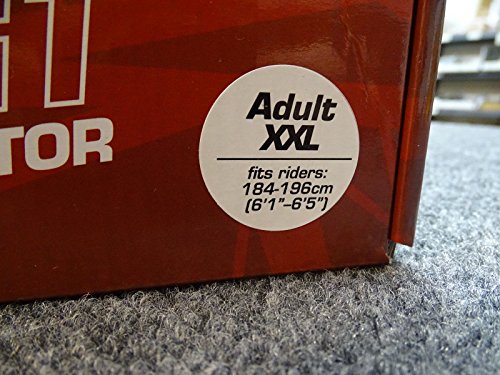 TOR
Adult
XXL
fits riders:
184-196cm
(6'1"-6'5")